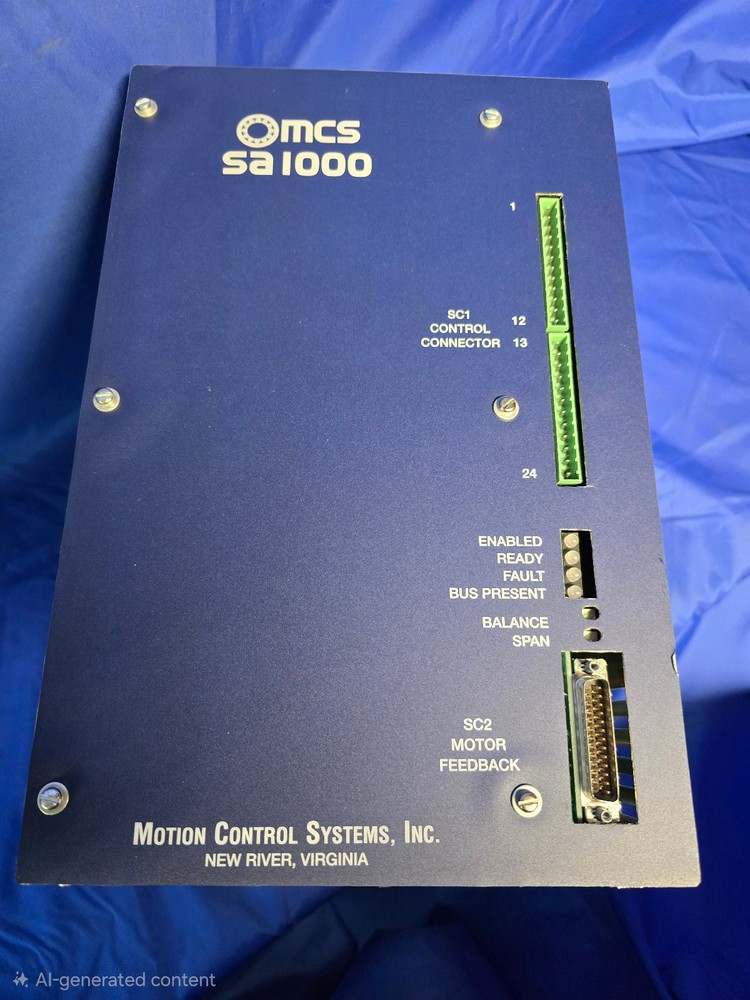 mcs
sa1000
1
SC1
CONTROL 12
CONNECTOR 13
24
ENABLED
READY
FAULT
BUS PRESENT
BALANCE
SPAN
SC2
MOTOR
FEEDBACK
MOTION CONTROL SYSTEMS, INC.
NEW RIVER, VIRGINIA
AI-generated content